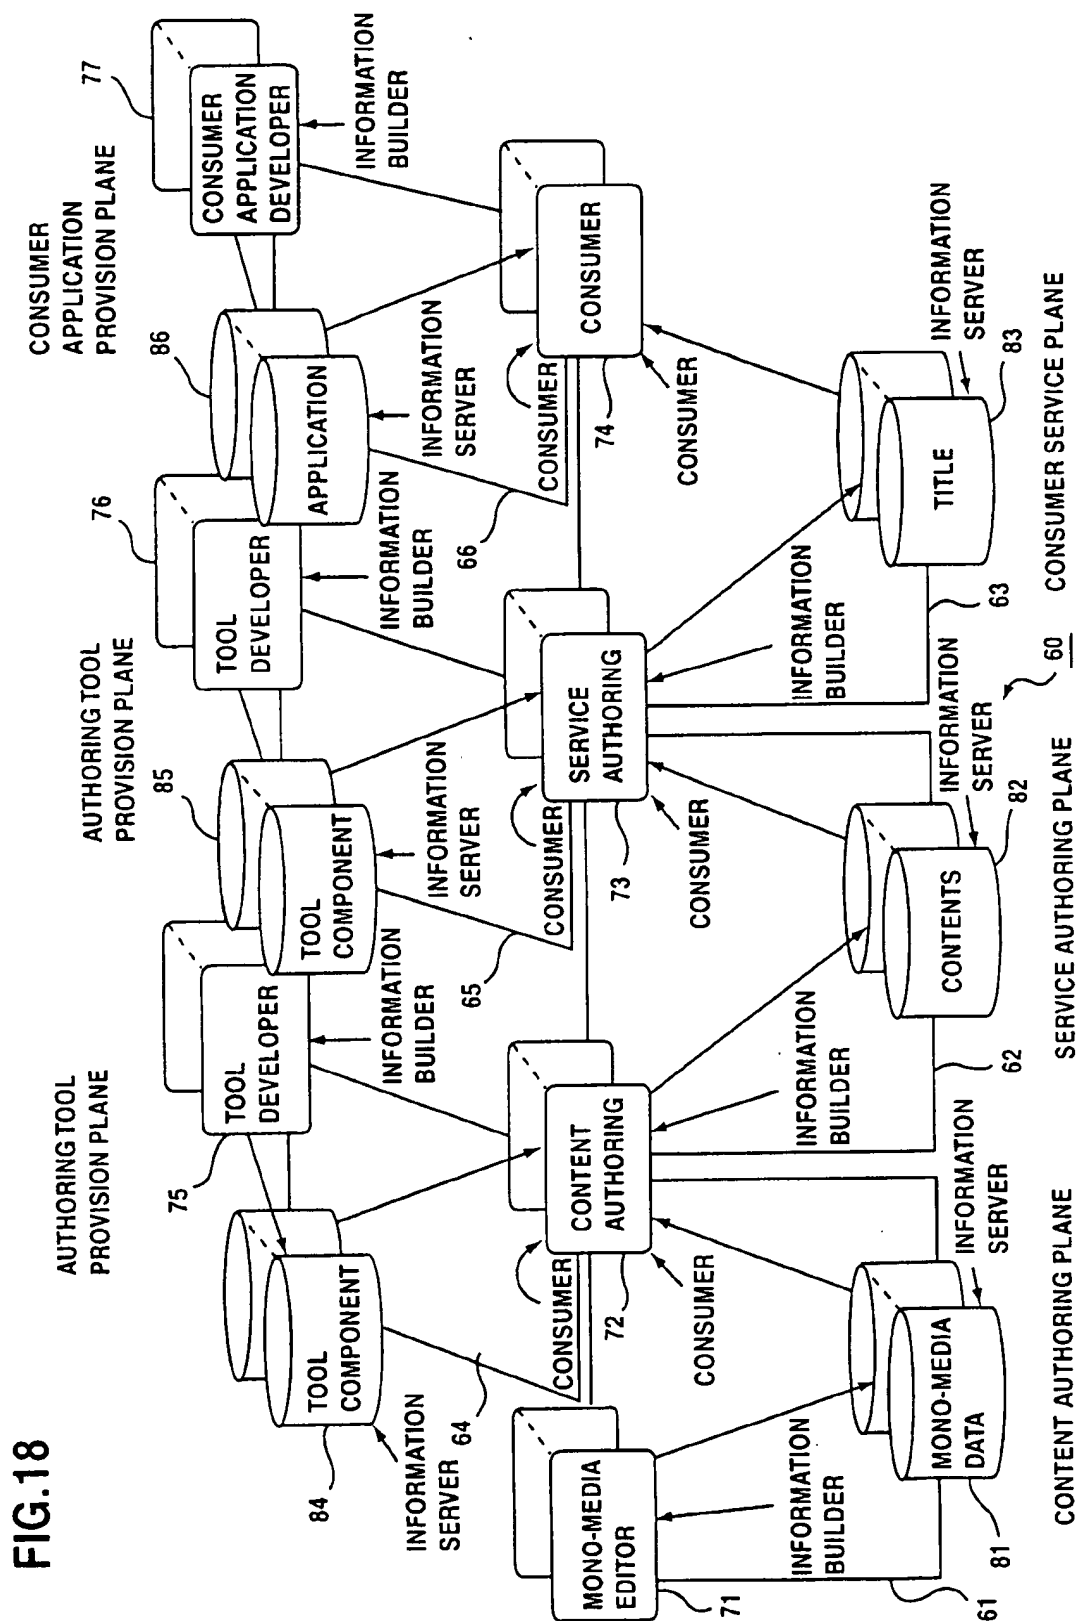 FIG.18
AUTHORING TOOL
PROVISION PLANE
AUTHORING TOOL
PROVISION PLANE
CONSUMER
APPLICATION
PROVISION PLANE
75
85
76
86
77
TOOL
COMPONENT
TOOL
DEVELOPER
TOOL
COMPONENT
TOOL
DEVELOPER
APPLICATION
CONSUMER
APPLICATION
DEVELOPER
84
INFORMATION
SERVER
64
INFORMATION
BUILDER
INFORMATION
SERVER
65
INFORMATION
BUILDER
INFORMATION
SERVER
66
INFORMATION
BUILDER
CONSUMER
CONSUMER
CONSUMER
MONO-MEDIA
EDITOR
CONTENT
AUTHORING
SERVICE
AUTHORING
CONSUMER
71
72
73
74
CONSUMER
CONSUMER
CONSUMER
INFORMATION
BUILDER
INFORMATION
BUILDER
INFORMATION
BUILDER
MONO-MEDIA
DATA
INFORMATION
SERVER
CONTENTS
INFORMATION
SERVER
TITLE
INFORMATION
SERVER
61
81
62
82
63
83
60
CONTENT AUTHORING PLANE
SERVICE AUTHORING PLANE
CONSUMER SERVICE PLANE